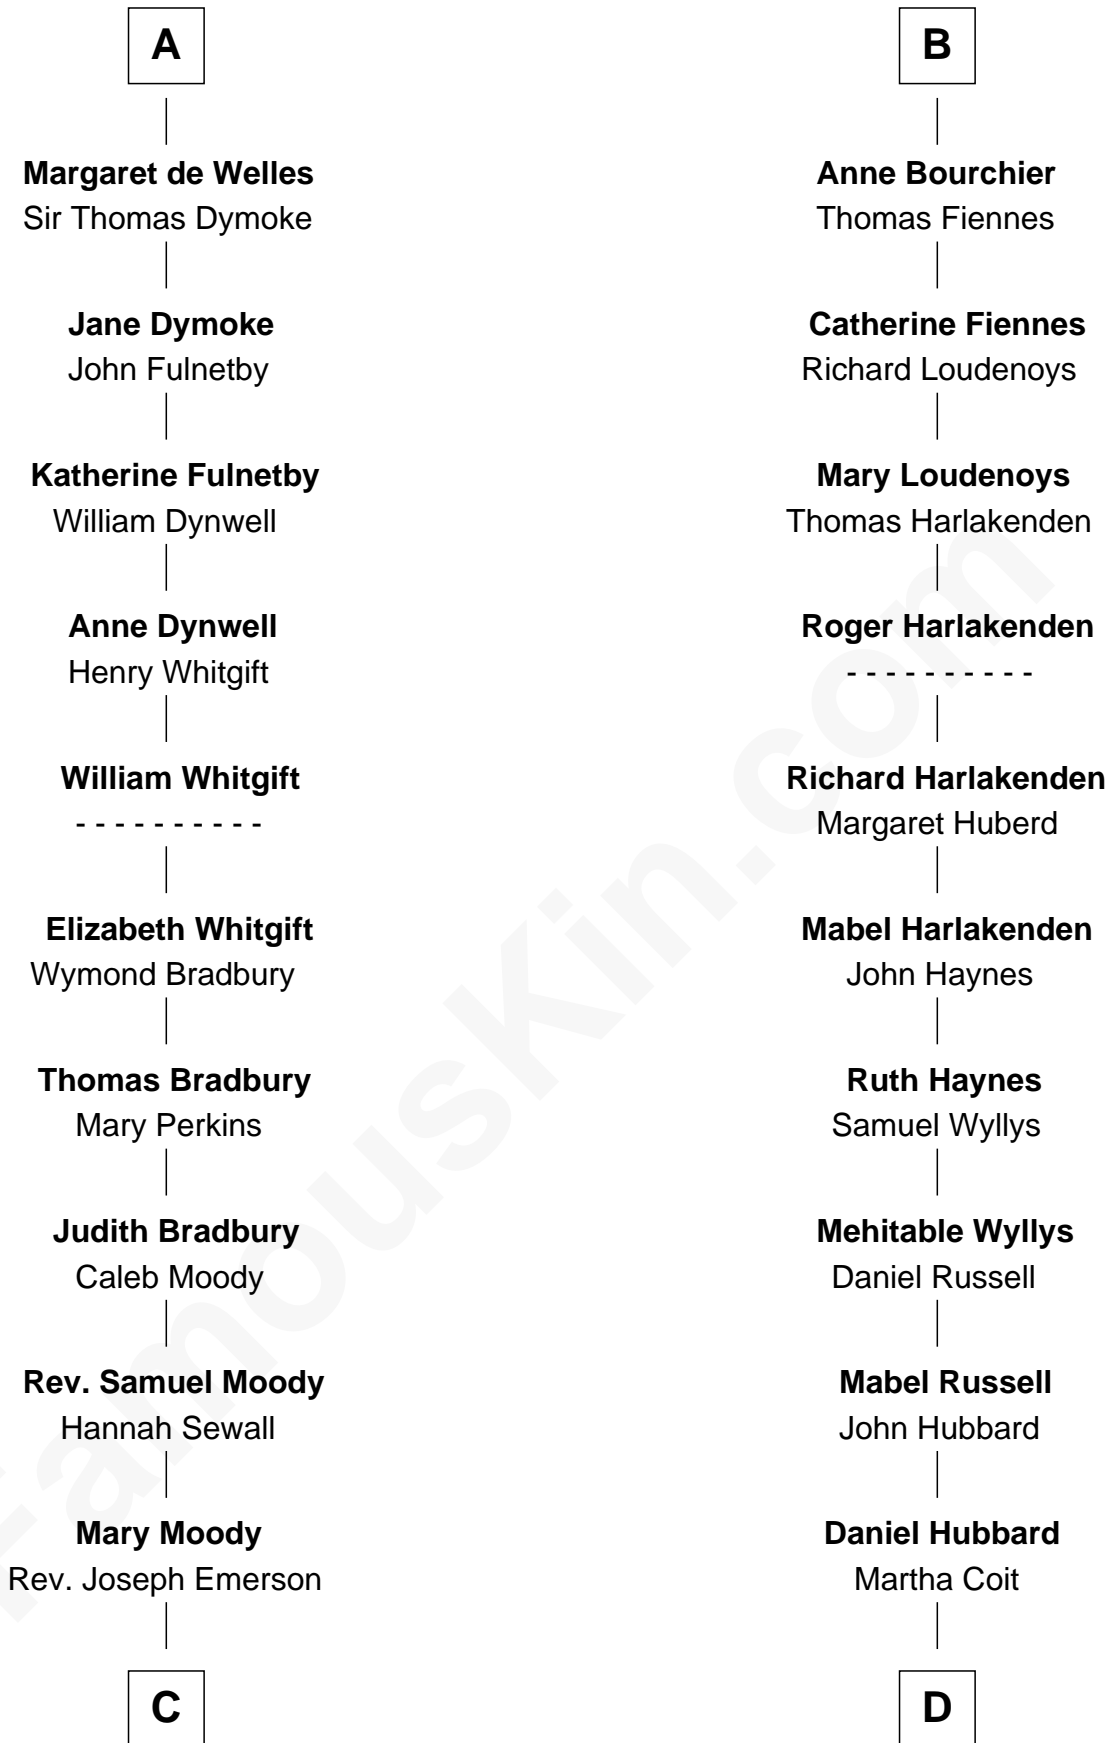 A
Margaret de Welles
Sir Thomas Dymoke
Jane Dymoke
John Fulnetby
Katherine Fulnetby
William Dynwell
Anne Dynwell
Henry Whitgift
William Whitgift
- - - - - - - - - -
Elizabeth Whitgift
Wymond Bradbury
Thomas Bradbury
Mary Perkins
Judith Bradbury
Caleb Moody
Rev. Samuel Moody
Hannah Sewall
Mary Moody
Rev. Joseph Emerson
C
B
Anne Bourchier
Thomas Fiennes
Catherine Fiennes
Richard Loudenoys
Mary Loudenoys
Thomas Harlakenden
Roger Harlakenden
- - - - - - - - - -
Richard Harlakenden
Margaret Huberd
Mabel Harlakenden
John Haynes
Ruth Haynes
Samuel Wyllys
Mehitable Wyllys
Daniel Russell
Mabel Russell
John Hubbard
Daniel Hubbard
Martha Coit
D
FamousKin.com